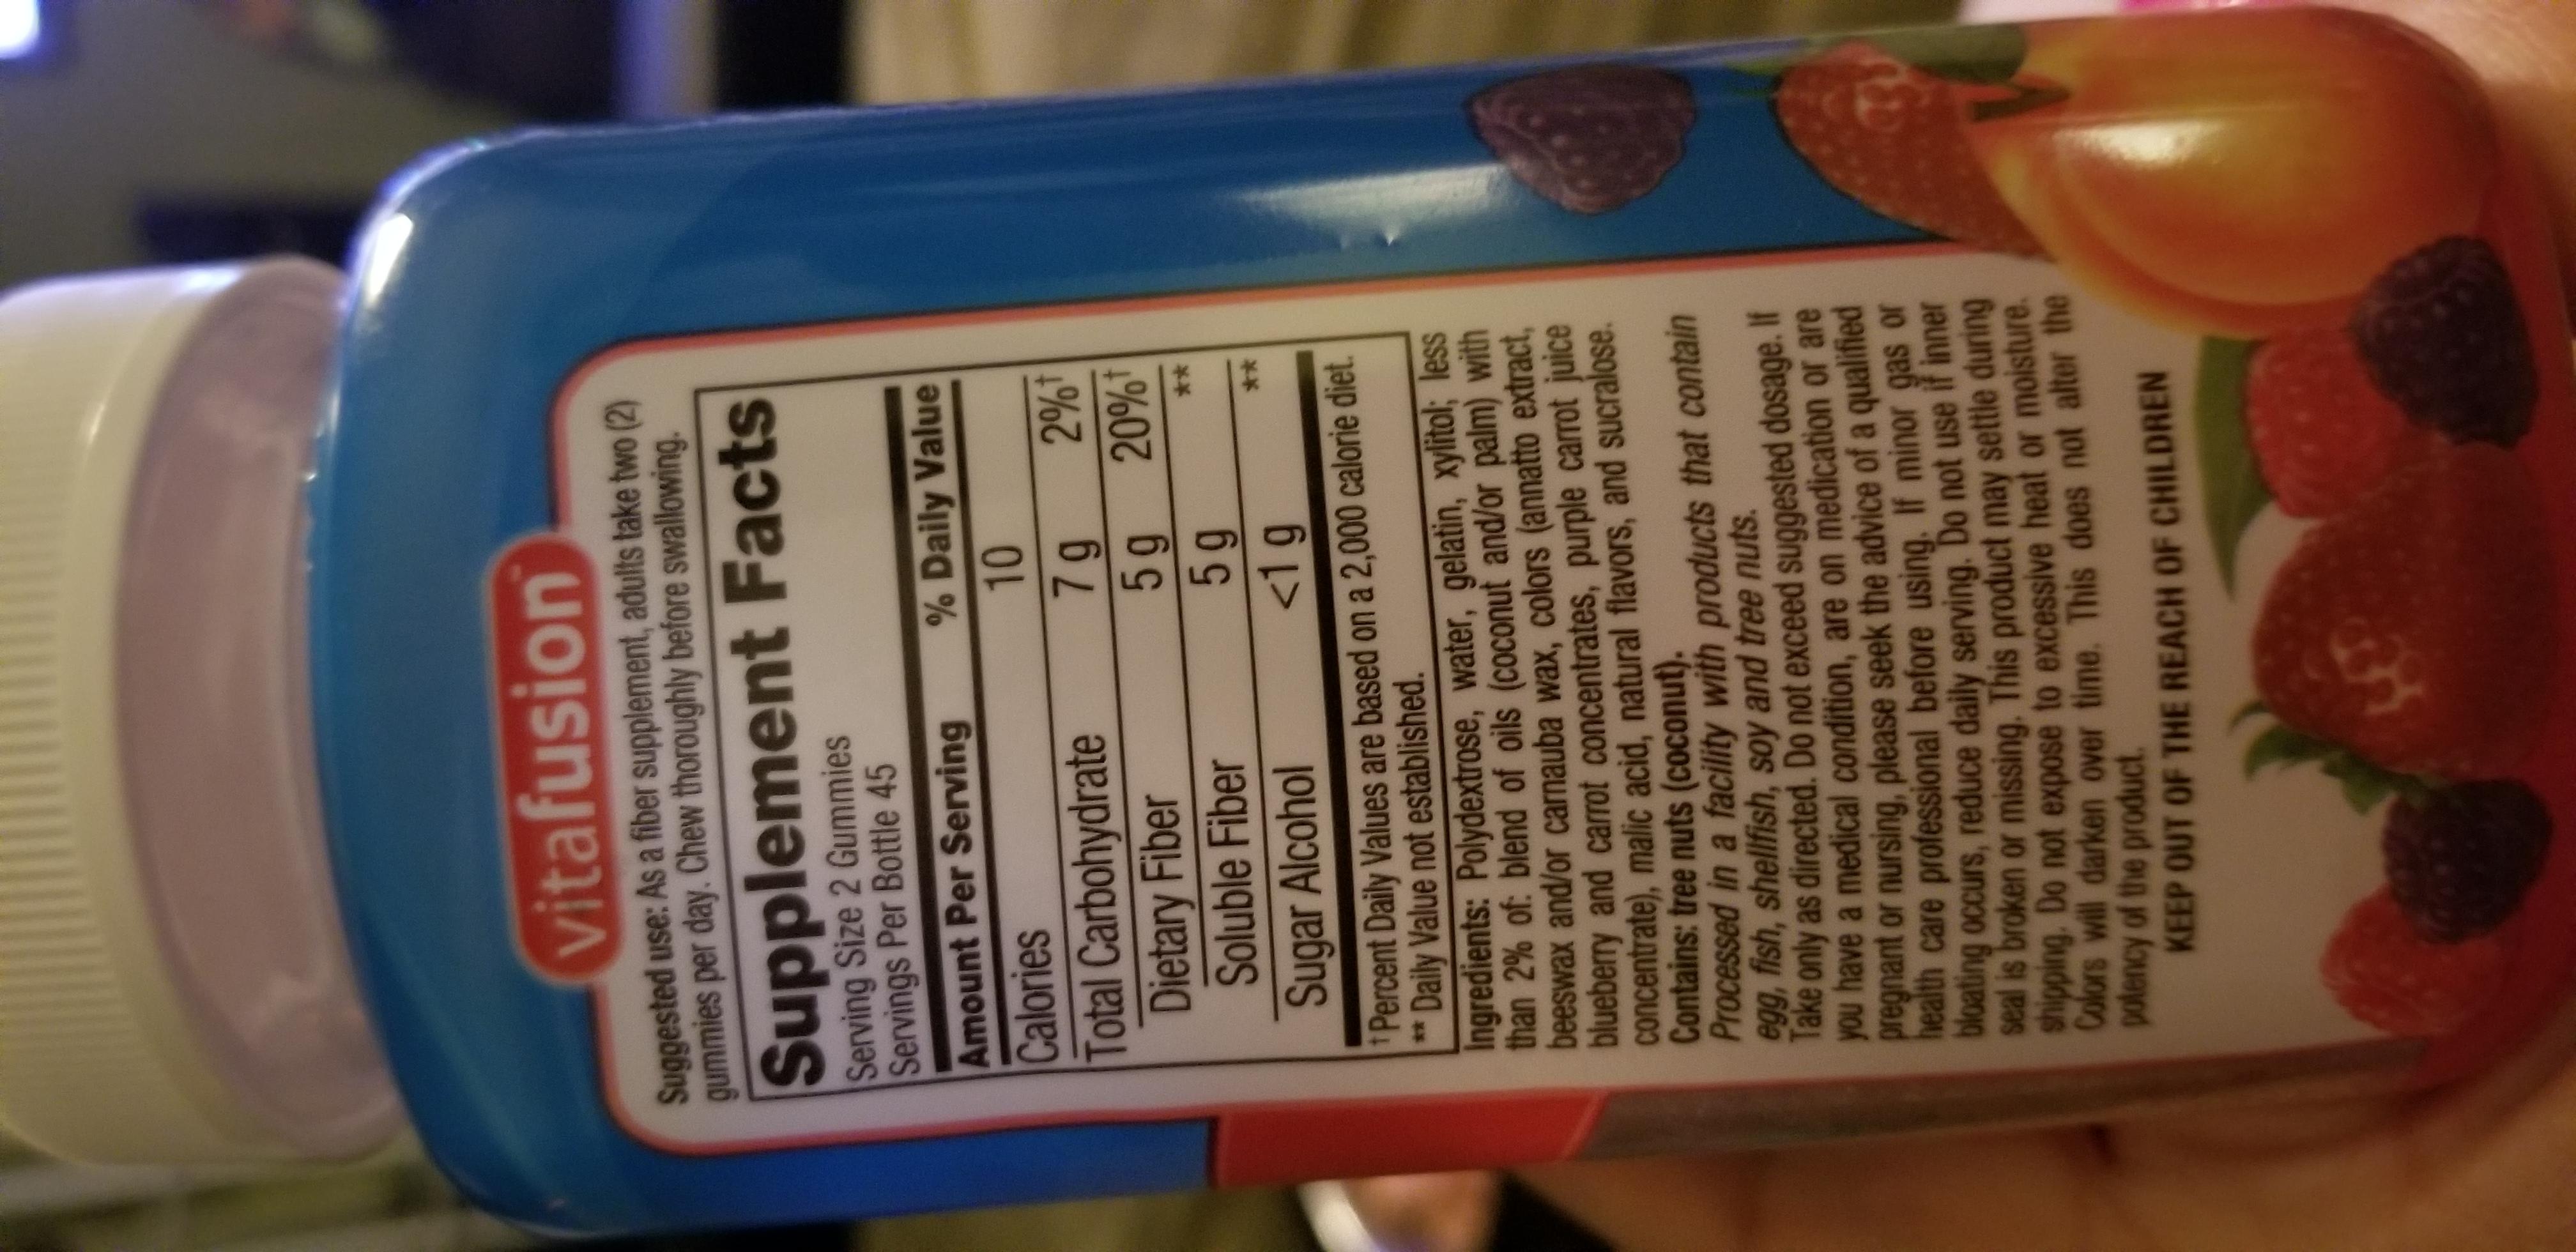 vitafusion™
Suggested use: As a fiber supplement, adults take two (2)
gummies per day. Chew thoroughly before swallowing.
Supplement Facts
Serving Size 2 Gummies
Servings Per Bottle 45
Amount Per Serving % Daily Value
Calories 10
Total Carbohydrate 7 g 2%†
Dietary Fiber 5 g 20%†
Soluble Fiber 5 g **
Sugar Alcohol <1 g **
† Percent Daily Values are based on a 2,000 calorie diet.
** Daily Value not established.
Ingredients: Polydextrose, water, gelatin, xylitol; less
than 2% of: blend of oils (coconut and/or palm) with
beeswax and/or carnauba wax, colors (annatto extract,
blueberry and carrot concentrates, purple carrot juice
concentrate), malic acid, natural flavors, and sucralose.
Contains: tree nuts (coconut).
Processed in a facility with products that contain
egg, fish, shellfish, soy and tree nuts.
Take only as directed. Do not exceed suggested dosage. If
you have a medical condition, are on medication or are
pregnant or nursing, please seek the advice of a qualified
health care professional before using. If minor gas or
bloating occurs, reduce daily serving. Do not use if inner
seal is broken or missing. This product may settle during
shipping. Do not expose to excessive heat or moisture.
Colors will darken over time. This does not alter the
potency of the product.
KEEP OUT OF THE REACH OF CHILDREN